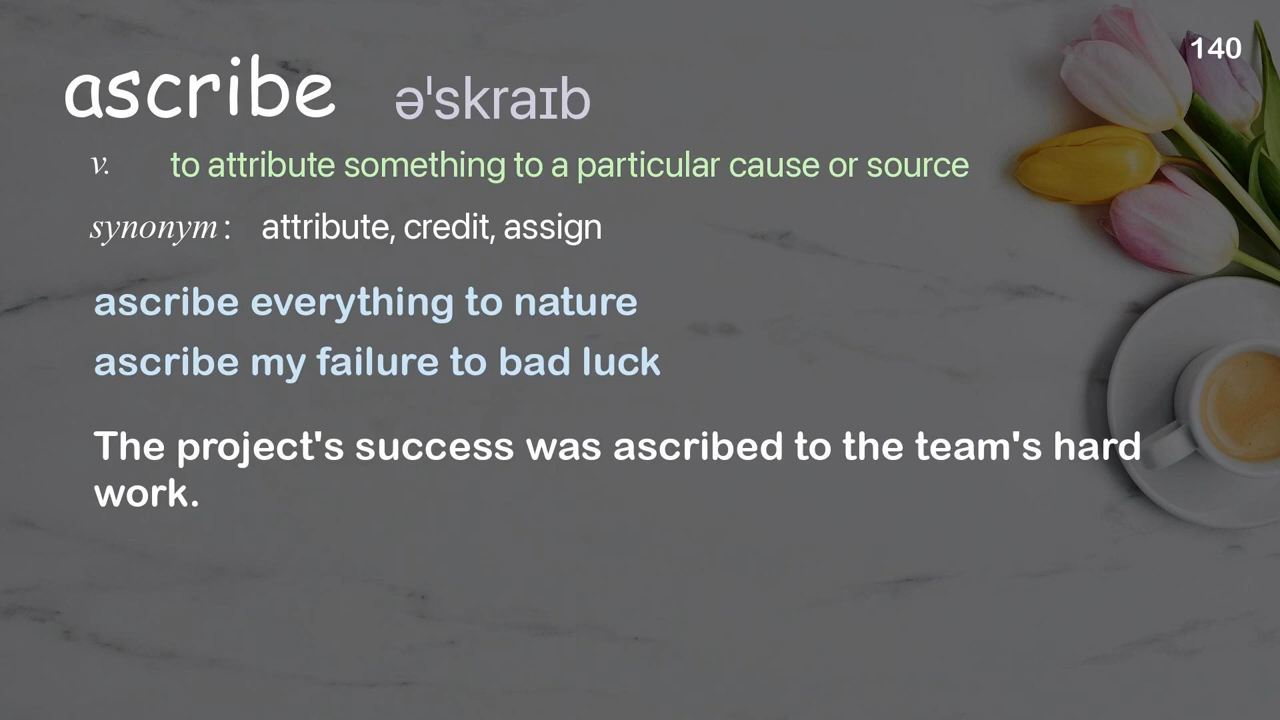 140
ascribe əˈskraɪb
v. to attribute something to a particular cause or source
synonym: attribute, credit, assign
ascribe everything to nature
ascribe my failure to bad luck
The project's success was ascribed to the team's hard
work.